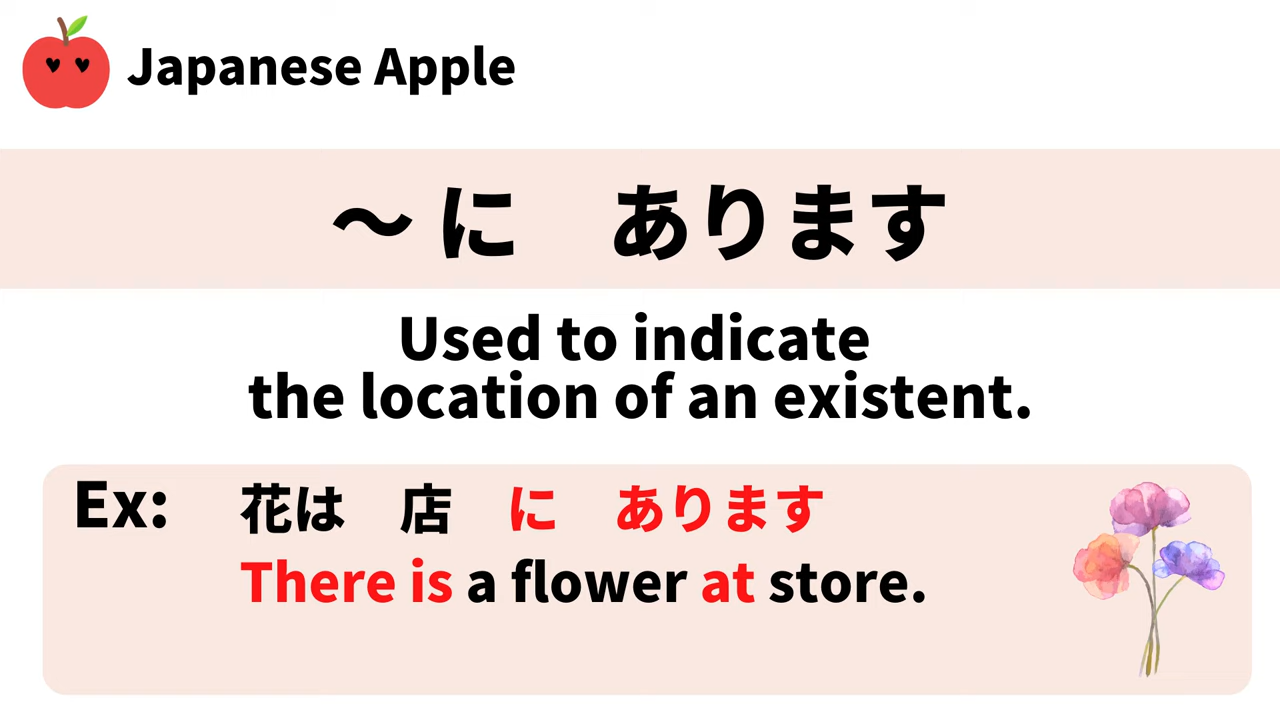 Japanese Apple
～に　あります
Used to indicate
the location of an existent.
Ex:　花は　店　に　あります
There is a flower at store.